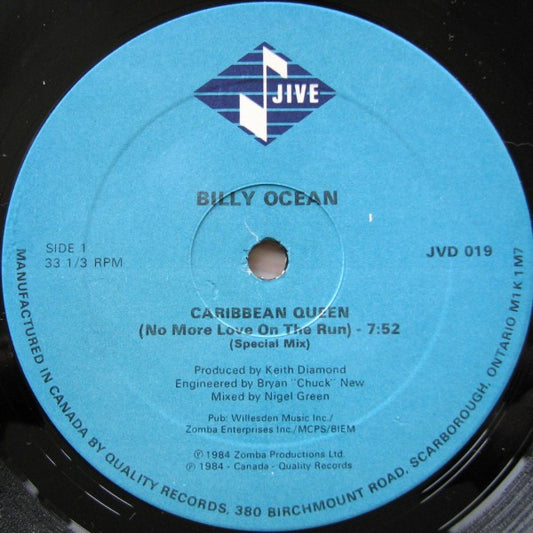 JIVE
BILLY OCEAN
SIDE 1
33 1/3 RPM
JVD 019
CARIBBEAN QUEEN
(No More Love On The Run) - 7:52
(Special Mix)
Produced by Keith Diamond
Engineered by Bryan "Chuck" New
Mixed by Nigel Green
Pub: Willesden Music Inc./
Zomba Enterprises Inc./MCPS/BIEM
℗ 1984 Zomba Productions Ltd.
℗ 1984 - Canada - Quality Records
MANUFACTURED IN CANADA BY QUALITY RECORDS, 380 BIRCHMOUNT ROAD, SCARBOROUGH, ONTARIO M1K 1M7